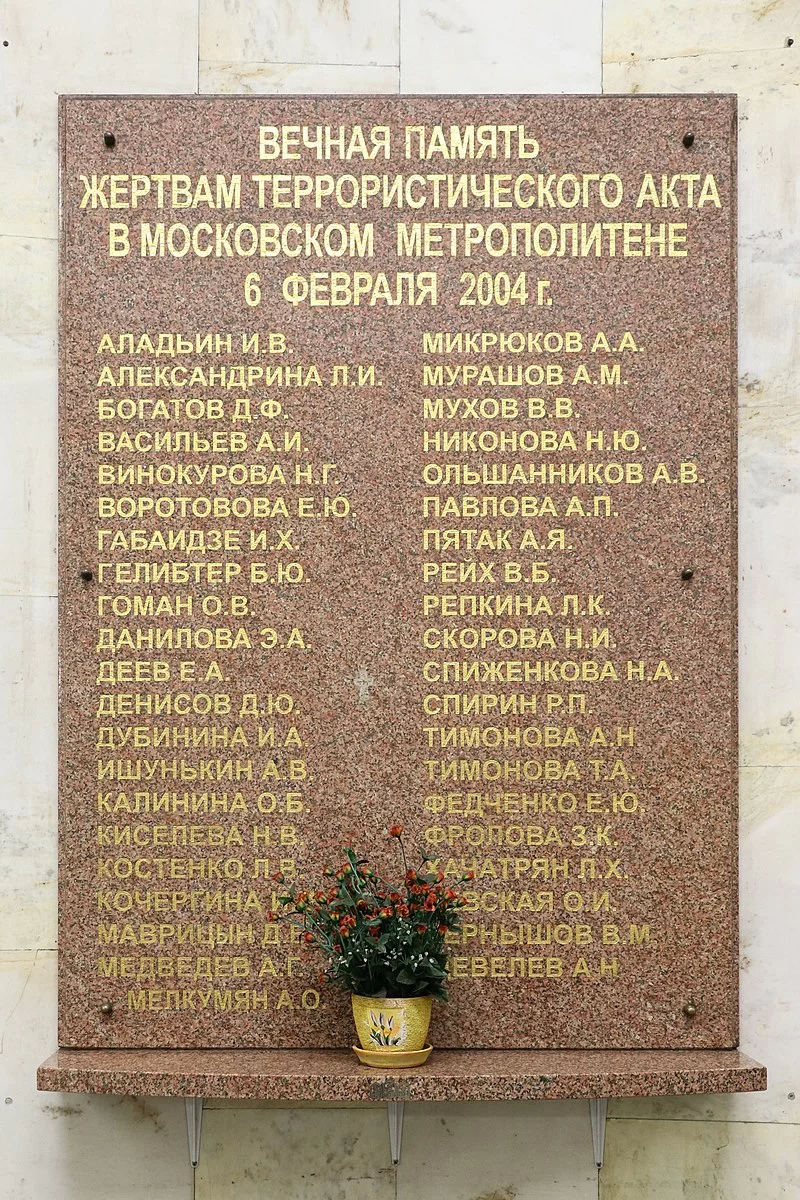 ВЕЧНАЯ ПАМЯТЬ
ЖЕРТВАМ ТЕРРОРИСТИЧЕСКОГО АКТА
В МОСКОВСКОМ МЕТРОПОЛИТЕНЕ
6 ФЕВРАЛЯ 2004 г.
АЛАДЬИН И.В.
АЛЕКСАНДРИНА Л.И.
БОГАТОВ Д.Ф.
ВАСИЛЬЕВ А.И.
ВИНОКУРОВА Н.Г.
ВОРОТОВОВА Е.Ю.
ГАБАИДЗЕ И.Х.
ГЕЛИБТЕР Б.Ю.
ГОМАН О.В.
ДАНИЛОВА Э.А.
ДЕЕВ Е.А.
ДЕНИСОВ Д.Ю.
ДУБИНИНА И.А
ИШУНЬКИН А.В.
КАЛИНИНА О.Б.
КИСЕЛЕВА Н.В.
КОСТЕНКО Л.В.
КОЧЕРГИНА
МАВРИЦЫН
МЕДВЕДЕВ А.Г.
МЕЛКУМЯН А.О
МИКРЮКОВ А.А.
МУРАШОВ А.М.
МУХОВ В.В.
НИКОНОВА Н.Ю.
ОЛЬШАННИКОВ А.В.
ПАВЛОВА А.П.
ПЯТАК А.Я.
РЕЙХ В.Б.
РЕПКИНА Л.К.
СКОРОВА Н.И.
СПИЖЕНКОВА Н.А.
СПИРИН Р.П.
ТИМОНОВА А.Н
ТИМОНОВА Т.А.
ФЕДЧЕНКО Е.Ю.
ФРОЛОВА З.К.
ХАЧАТРЯН Л.Х.
О.И.
В.М
А Н